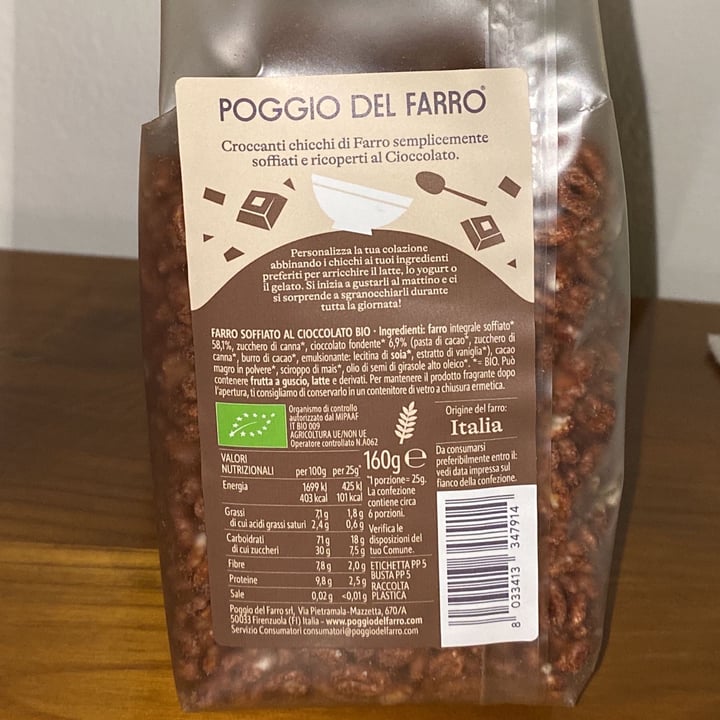 POGGIO DEL FARRO®
Croccanti chicchi di Farro semplicemente
soffiati e ricoperti al Cioccolato.
Personalizza la tua colazione
abbinando i chicchi ai tuoi ingredienti
preferiti per arricchire il latte, lo yogurt o
il gelato. Si inizia a gustarli al mattino e ci
si sorprende a sgranocchiarli durante
tutta la giornata!
FARRO SOFFIATO AL CIOCCOLATO BIO · Ingredienti: farro integrale soffiato*
58,1%, zucchero di canna*, cioccolato fondente* 6,9% (pasta di cacao*, zucchero di
canna*, burro di cacao*, emulsionante: lecitina di soia*, estratto di vaniglia*), cacao
magro in polvere*, sciroppo di mais*, olio di semi di girasole alto oleico*. *= BIO. Può
contenere frutta a guscio, latte e derivati. Per mantenere il prodotto fragrante dopo
l'apertura, ti consigliamo di conservarlo in un contenitore di vetro a chiusura ermetica.
Organismo di controllo
autorizzato dal MIPAAF
IT BIO 009
AGRICOLTURA UE/NON UE
Operatore controllato N.A062
Origine del farro:
Italia
Da consumarsi
preferibilmente entro il:
vedi data impressa sul
fianco della confezione.
160g e
VALORI
NUTRIZIONALI per 100g per 25g*
Energia 1699 kJ 425 kJ
403 kcal 101 kcal
Grassi 7,1 g 1,8 g
di cui acidi grassi saturi 2,4 g 0,6 g
Carboidrati 71 g 18 g
di cui zuccheri 30 g 7,5 g
Fibre 7,8 g 2,0 g
Proteine 9,8 g 2,5 g
Sale 0,02 g <0,01 g
*1 porzione= 25g.
La confezione
contiene circa
6 porzioni.
Verifica le
disposizioni del
tuo Comune.
ETICHETTA PP 5
BUSTA PP 5
RACCOLTA
PLASTICA
Poggio del Farro srl, Via Pietramala-Mazzetta, 670/A
50033 Firenzuola (FI) Italia - www.poggiodelfarro.com
Servizio Consumatori consumatori@poggiodelfarro.com
8 033413 347914